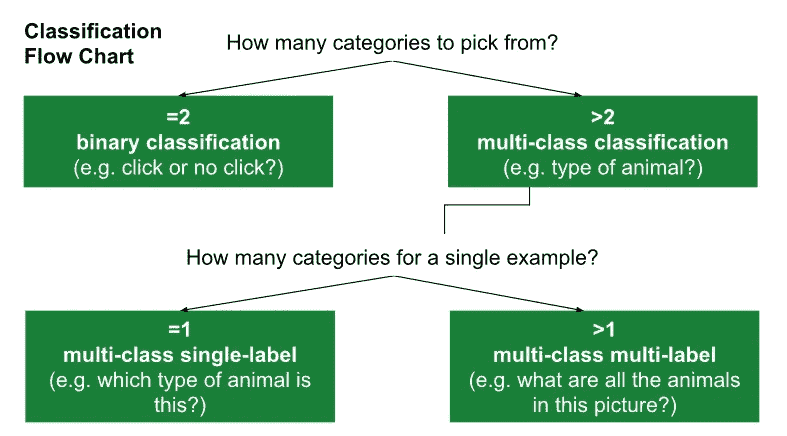 Classification
Flow Chart
How many categories to pick from?
=2
binary classification
(e.g. click or no click?)
>2
multi-class classification
(e.g. type of animal?)
How many categories for a single example?
=1
multi-class single-label
(e.g. which type of animal is
this?)
>1
multi-class multi-label
(e.g. what are all the animals
in this picture?)